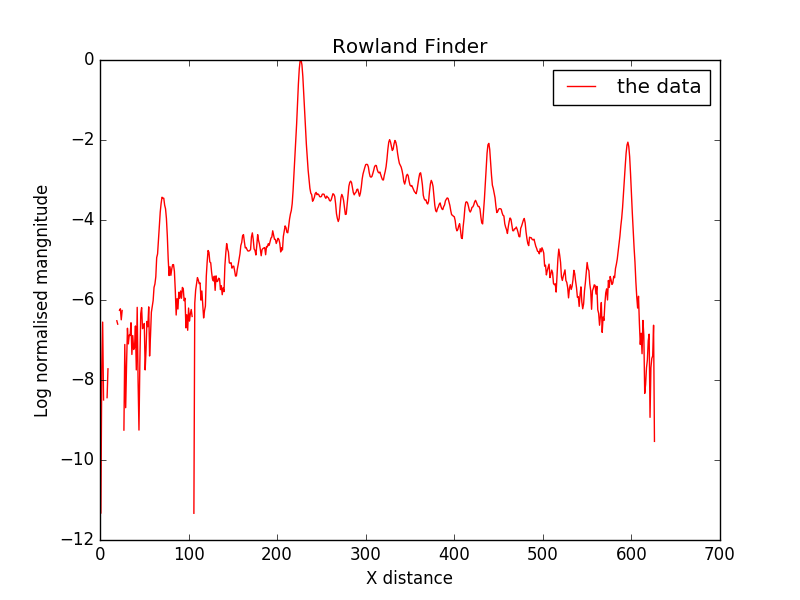 Rowland Finder
the data
Log normalised mangnitude
0
−2
−4
−6
−8
−10
−12
0 100 200 300 400 500 600 700
X distance